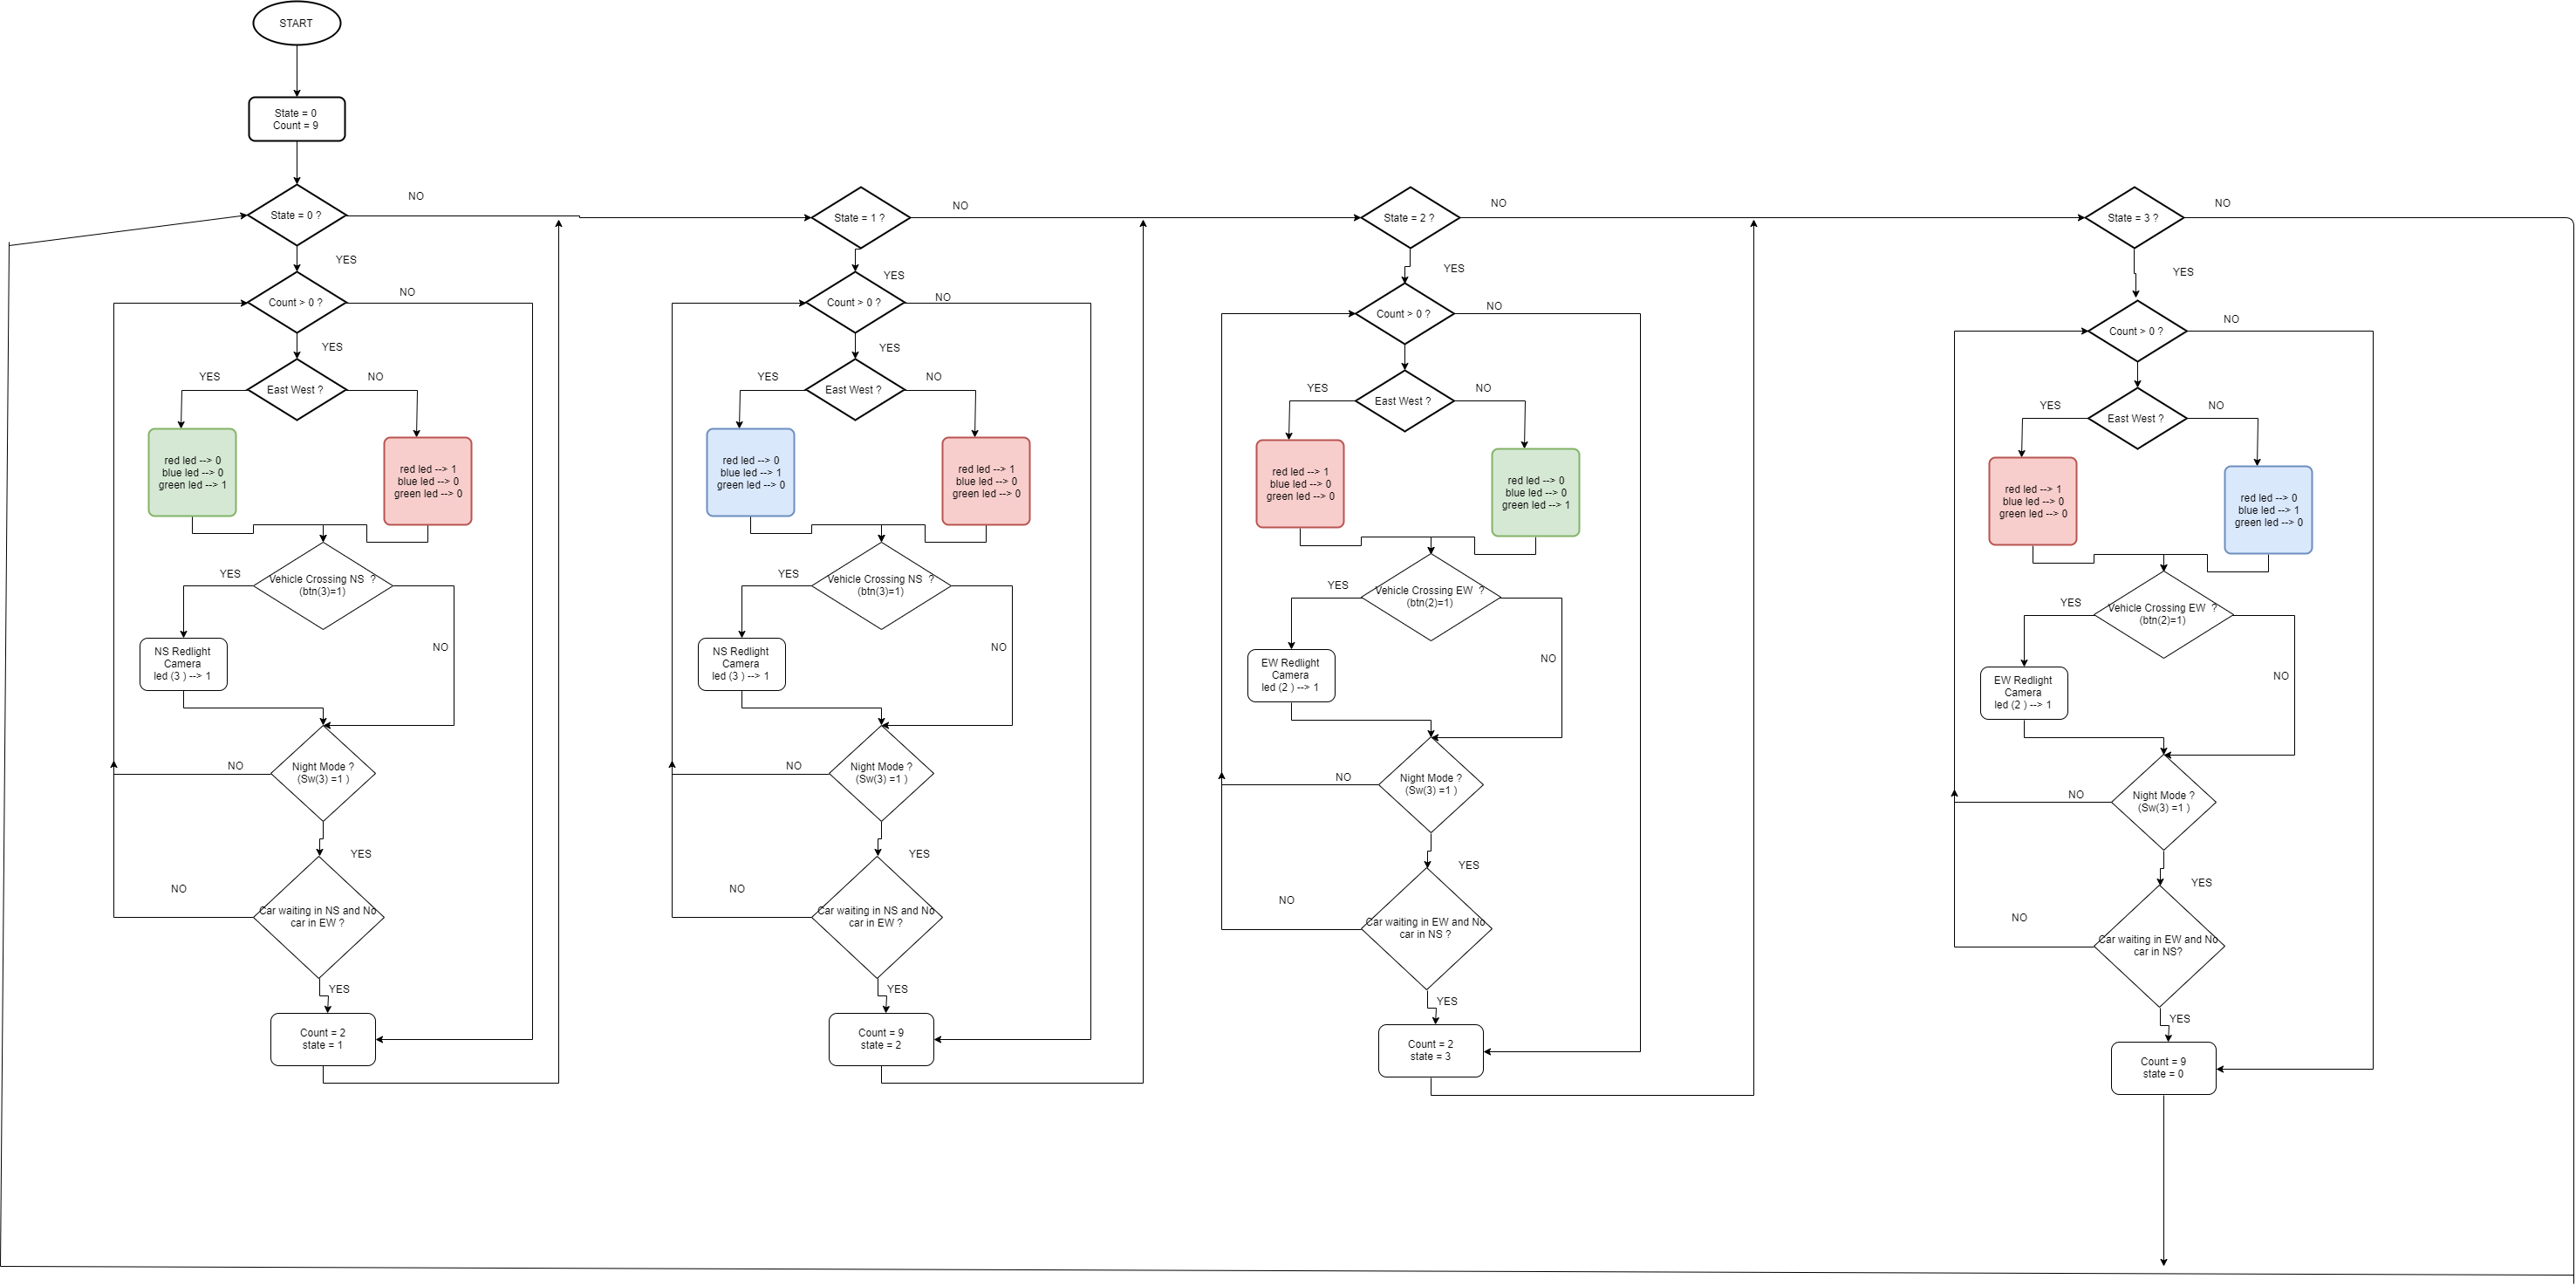 START
State = 0
Count = 9
State = 0 ?
NO
YES
Count > 0 ?
NO
YES
East West ?
YES
NO
red led --> 0
blue led --> 0
green led --> 1
red led --> 1
blue led --> 0
green led --> 0
Vehicle Crossing NS ?
(btn(3)=1)
YES
NO
NS Redlight
Camera
led (3 ) --> 1
Night Mode ?
(Sw(3) =1 )
NO
YES
Car waiting in NS and No
car in EW ?
NO
YES
Count = 2
state = 1
State = 1 ?
NO
YES
Count > 0 ?
NO
YES
East West ?
YES
NO
red led --> 0
blue led --> 1
green led --> 0
red led --> 1
blue led --> 0
green led --> 0
Vehicle Crossing NS ?
(btn(3)=1)
YES
NO
NS Redlight
Camera
led (3 ) --> 1
Night Mode ?
(Sw(3) =1 )
NO
YES
Car waiting in NS and No
car in EW ?
NO
YES
Count = 9
state = 2
State = 2 ?
NO
YES
Count > 0 ?
NO
East West ?
YES
NO
red led --> 1
blue led --> 0
green led --> 0
red led --> 0
blue led --> 0
green led --> 1
Vehicle Crossing EW ?
(btn(2)=1)
YES
NO
EW Redlight
Camera
led (2 ) --> 1
Night Mode ?
(Sw(3) =1 )
NO
YES
Car waiting in EW and No
car in NS ?
NO
YES
Count = 2
state = 3
State = 3 ?
NO
YES
Count > 0 ?
NO
East West ?
YES
NO
red led --> 1
blue led --> 0
green led --> 0
red led --> 0
blue led --> 1
green led --> 0
Vehicle Crossing EW ?
(btn(2)=1)
YES
NO
EW Redlight
Camera
led (2 ) --> 1
Night Mode ?
(Sw(3) =1 )
NO
YES
Car waiting in EW and No
car in NS?
NO
YES
Count = 9
state = 0